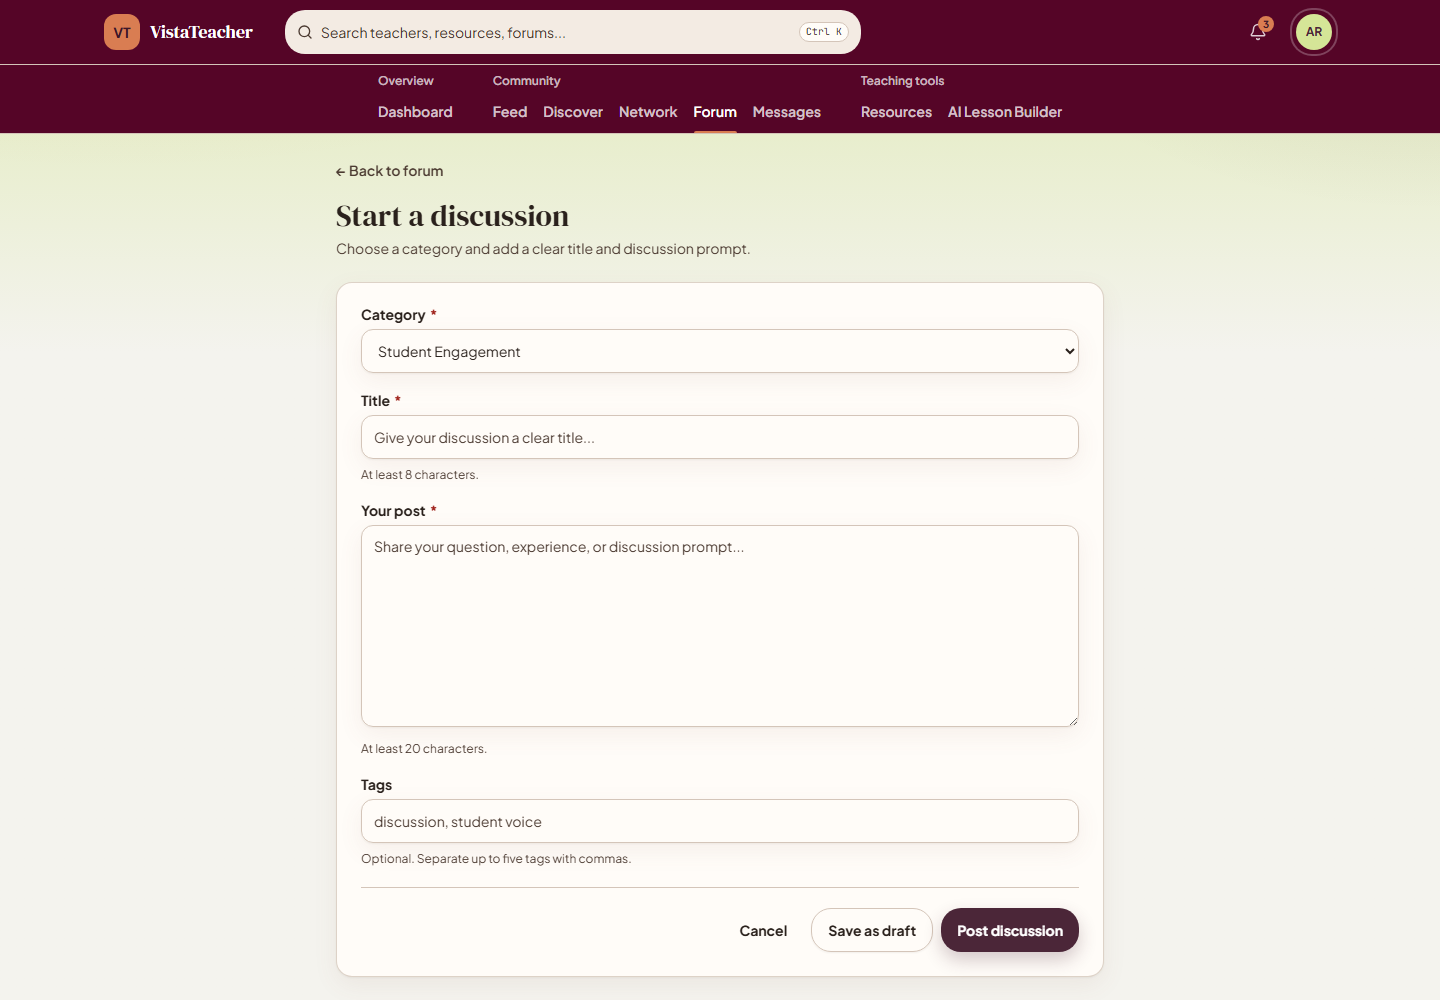 VT VistaTeacher
Search teachers, resources, forums...
Ctrl K
3
AR
Overview
Dashboard
Community
Feed Discover Network Forum Messages
Teaching tools
Resources AI Lesson Builder
← Back to forum
Start a discussion
Choose a category and add a clear title and discussion prompt.
Category *
Student Engagement
Title *
Give your discussion a clear title...
At least 8 characters.
Your post *
Share your question, experience, or discussion prompt...
At least 20 characters.
Tags
discussion, student voice
Optional. Separate up to five tags with commas.
Cancel Save as draft Post discussion